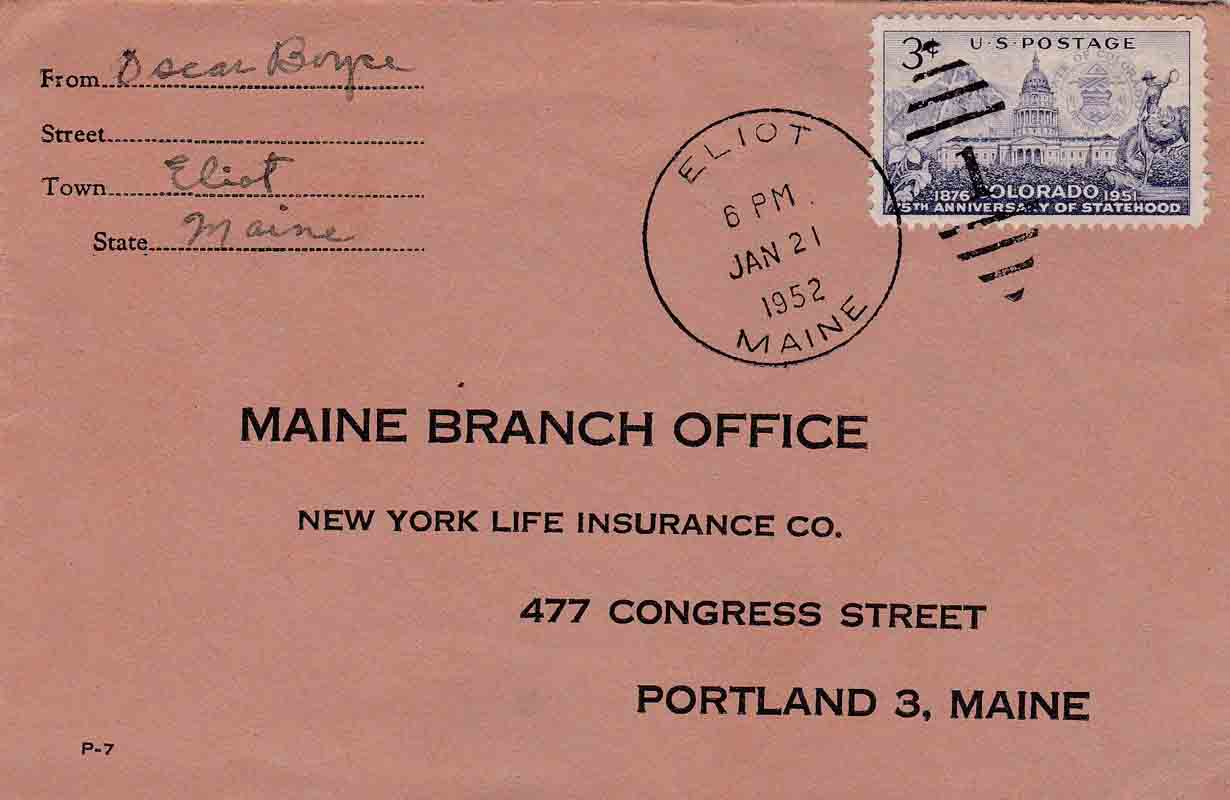 From Oscar Boyce
Street
Town Eliot
State Maine
3¢ U·S·POSTAGE
1876 COLORADO 1951
75TH ANNIVERSARY OF STATEHOOD
ELIOT
6 PM
JAN 21
1952
MAINE
1
MAINE BRANCH OFFICE
NEW YORK LIFE INSURANCE CO.
477 CONGRESS STREET
PORTLAND 3, MAINE
P-7